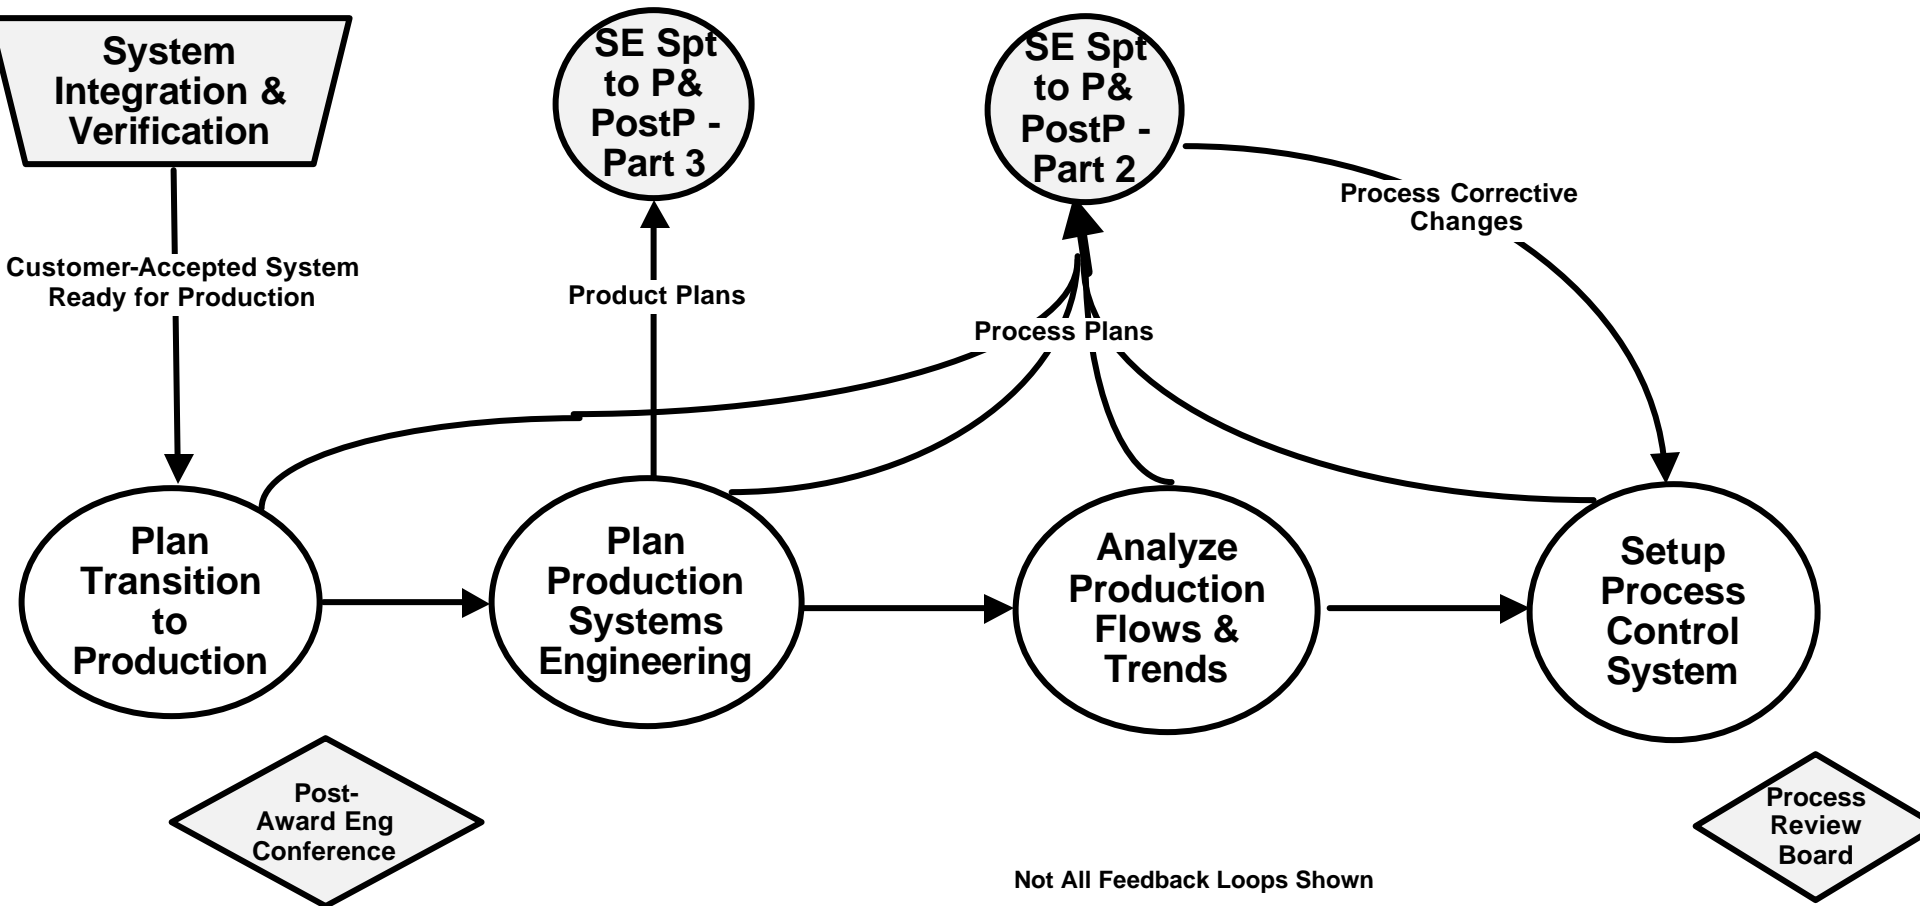 System
Integration &
Verification
SE Spt
to P&
PostP -
Part 3
SE Spt
to P&
PostP -
Part 2
Process Corrective
Changes
Customer-Accepted System
Ready for Production
Product Plans
Process Plans
Plan
Transition
to
Production
Plan
Production
Systems
Engineering
Analyze
Production
Flows &
Trends
Setup
Process
Control
System
Post-
Award Eng
Conference
Process
Review
Board
Not All Feedback Loops Shown